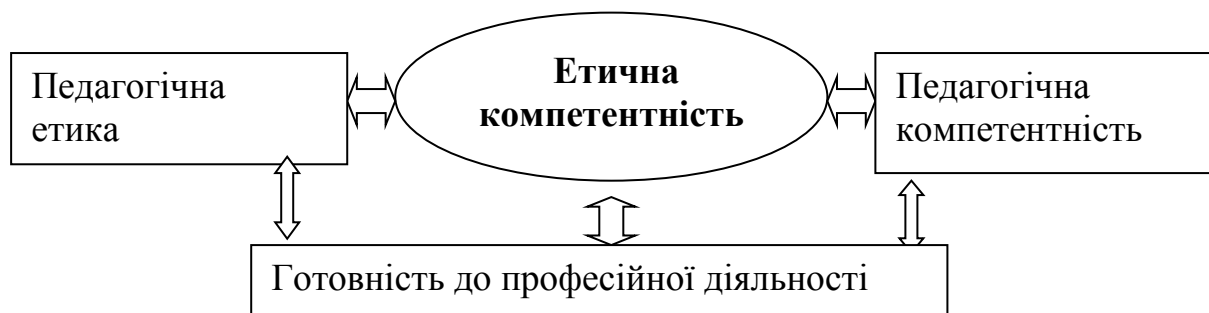 Педагогічна
етика
Етична
компетентність
Педагогічна
компетентність
Готовність до професійної діяльності